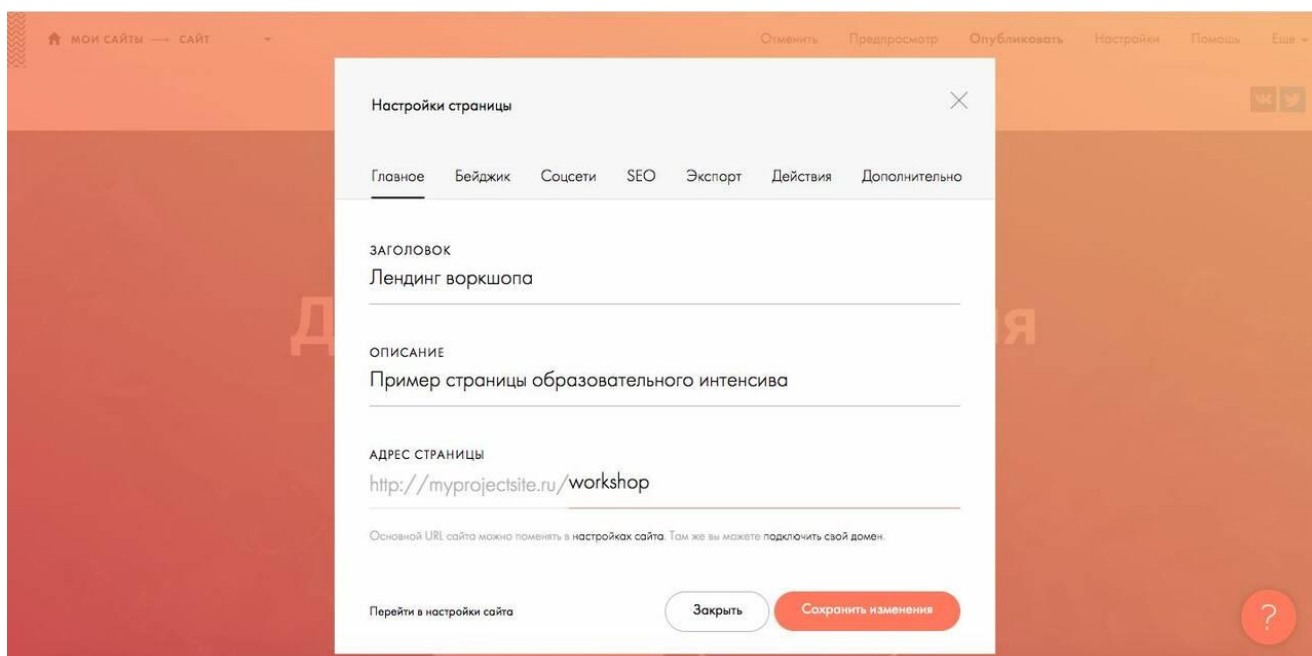 МОИ САЙТЫ → САЙТ
Отменить Предпросмотр Опубликовать Настройки Помощь Еще
Настройки страницы
Главное Бейджик Соцсети SEO Экспорт Действия Дополнительно
ЗАГОЛОВОК
Лендинг воркшопа
Д я
ОПИСАНИЕ
Пример страницы образовательного интенсива
АДРЕС СТРАНИЦЫ
http://myprojectsite.ru/workshop
Основной URL сайта можно поменять в настройках сайта. Там же вы можете подключить свой домен.
Перейти в настройки сайта Закрыть Сохранить изменения ?